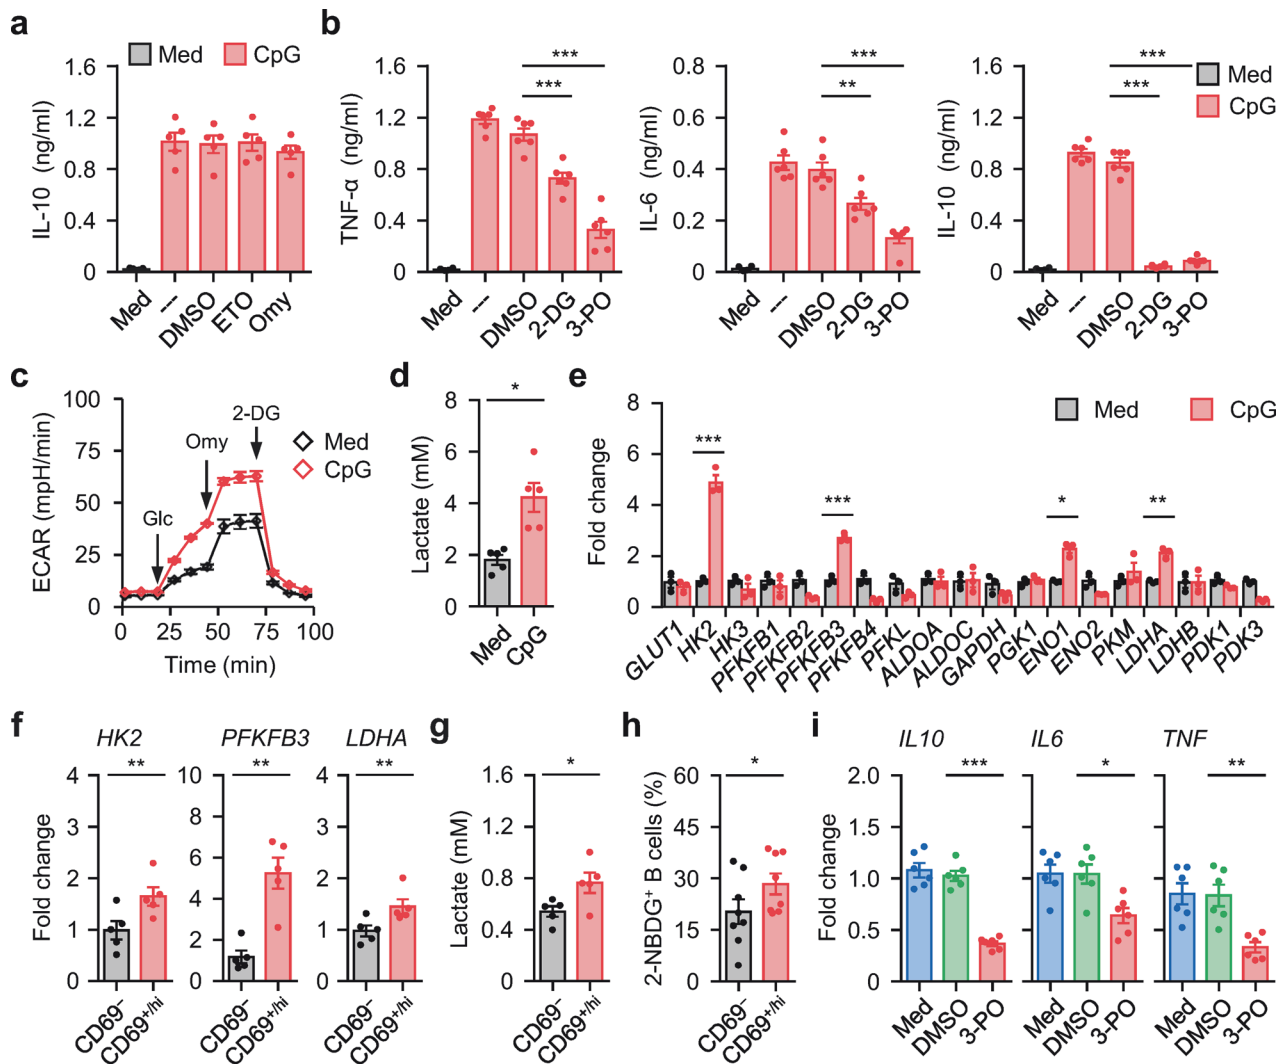 a
Med
CpG
IL-10 (ng/ml)
1.6
1.2
0.8
0.4
0
Med
---
DMSO
ETO
Omy
b
TNF-α (ng/ml)
1.6
1.2
0.8
0.4
0
***
***
Med
---
DMSO
2-DG
3-PO
IL-6 (ng/ml)
0.8
0.6
0.4
0.2
0
***
**
Med
---
DMSO
2-DG
3-PO
IL-10 (ng/ml)
1.6
1.2
0.8
0.4
0
***
***
Med
---
DMSO
2-DG
3-PO
Med
CpG
c
ECAR (mpH/min)
100
75
50
25
0
Glc
Omy
2-DG
Med
CpG
0
25
50
75
100
Time (min)
d
Lactate (mM)
8
6
4
2
0
*
Med
CpG
e
Fold change
8
6
4
2
0
Med
CpG
***
***
*
**
GLUT1
HK2
HK3
PFKFB1
PFKFB2
PFKFB3
PFKFB4
PFKL
ALDOA
ALDOC
GAPDH
PGK1
ENO1
ENO2
PKM
LDHA
LDHB
PDK1
PDK3
f
HK2
Fold change
4
3
2
1
0
**
CD69⁻
CD69⁺/ʰⁱ
PFKFB3
10
8
6
4
2
0
**
CD69⁻
CD69⁺/ʰⁱ
LDHA
4
3
2
1
0
**
CD69⁻
CD69⁺/ʰⁱ
g
Lactate (mM)
1.6
1.2
0.8
0.4
0
*
CD69⁻
CD69⁺/ʰⁱ
h
2-NBDG⁺ B cells (%)
60
45
30
15
0
*
CD69⁻
CD69⁺/ʰⁱ
i
IL10
Fold change
2.0
1.5
1.0
0.5
0
***
Med
DMSO
3-PO
IL6
*
Med
DMSO
3-PO
TNF
**
Med
DMSO
3-PO